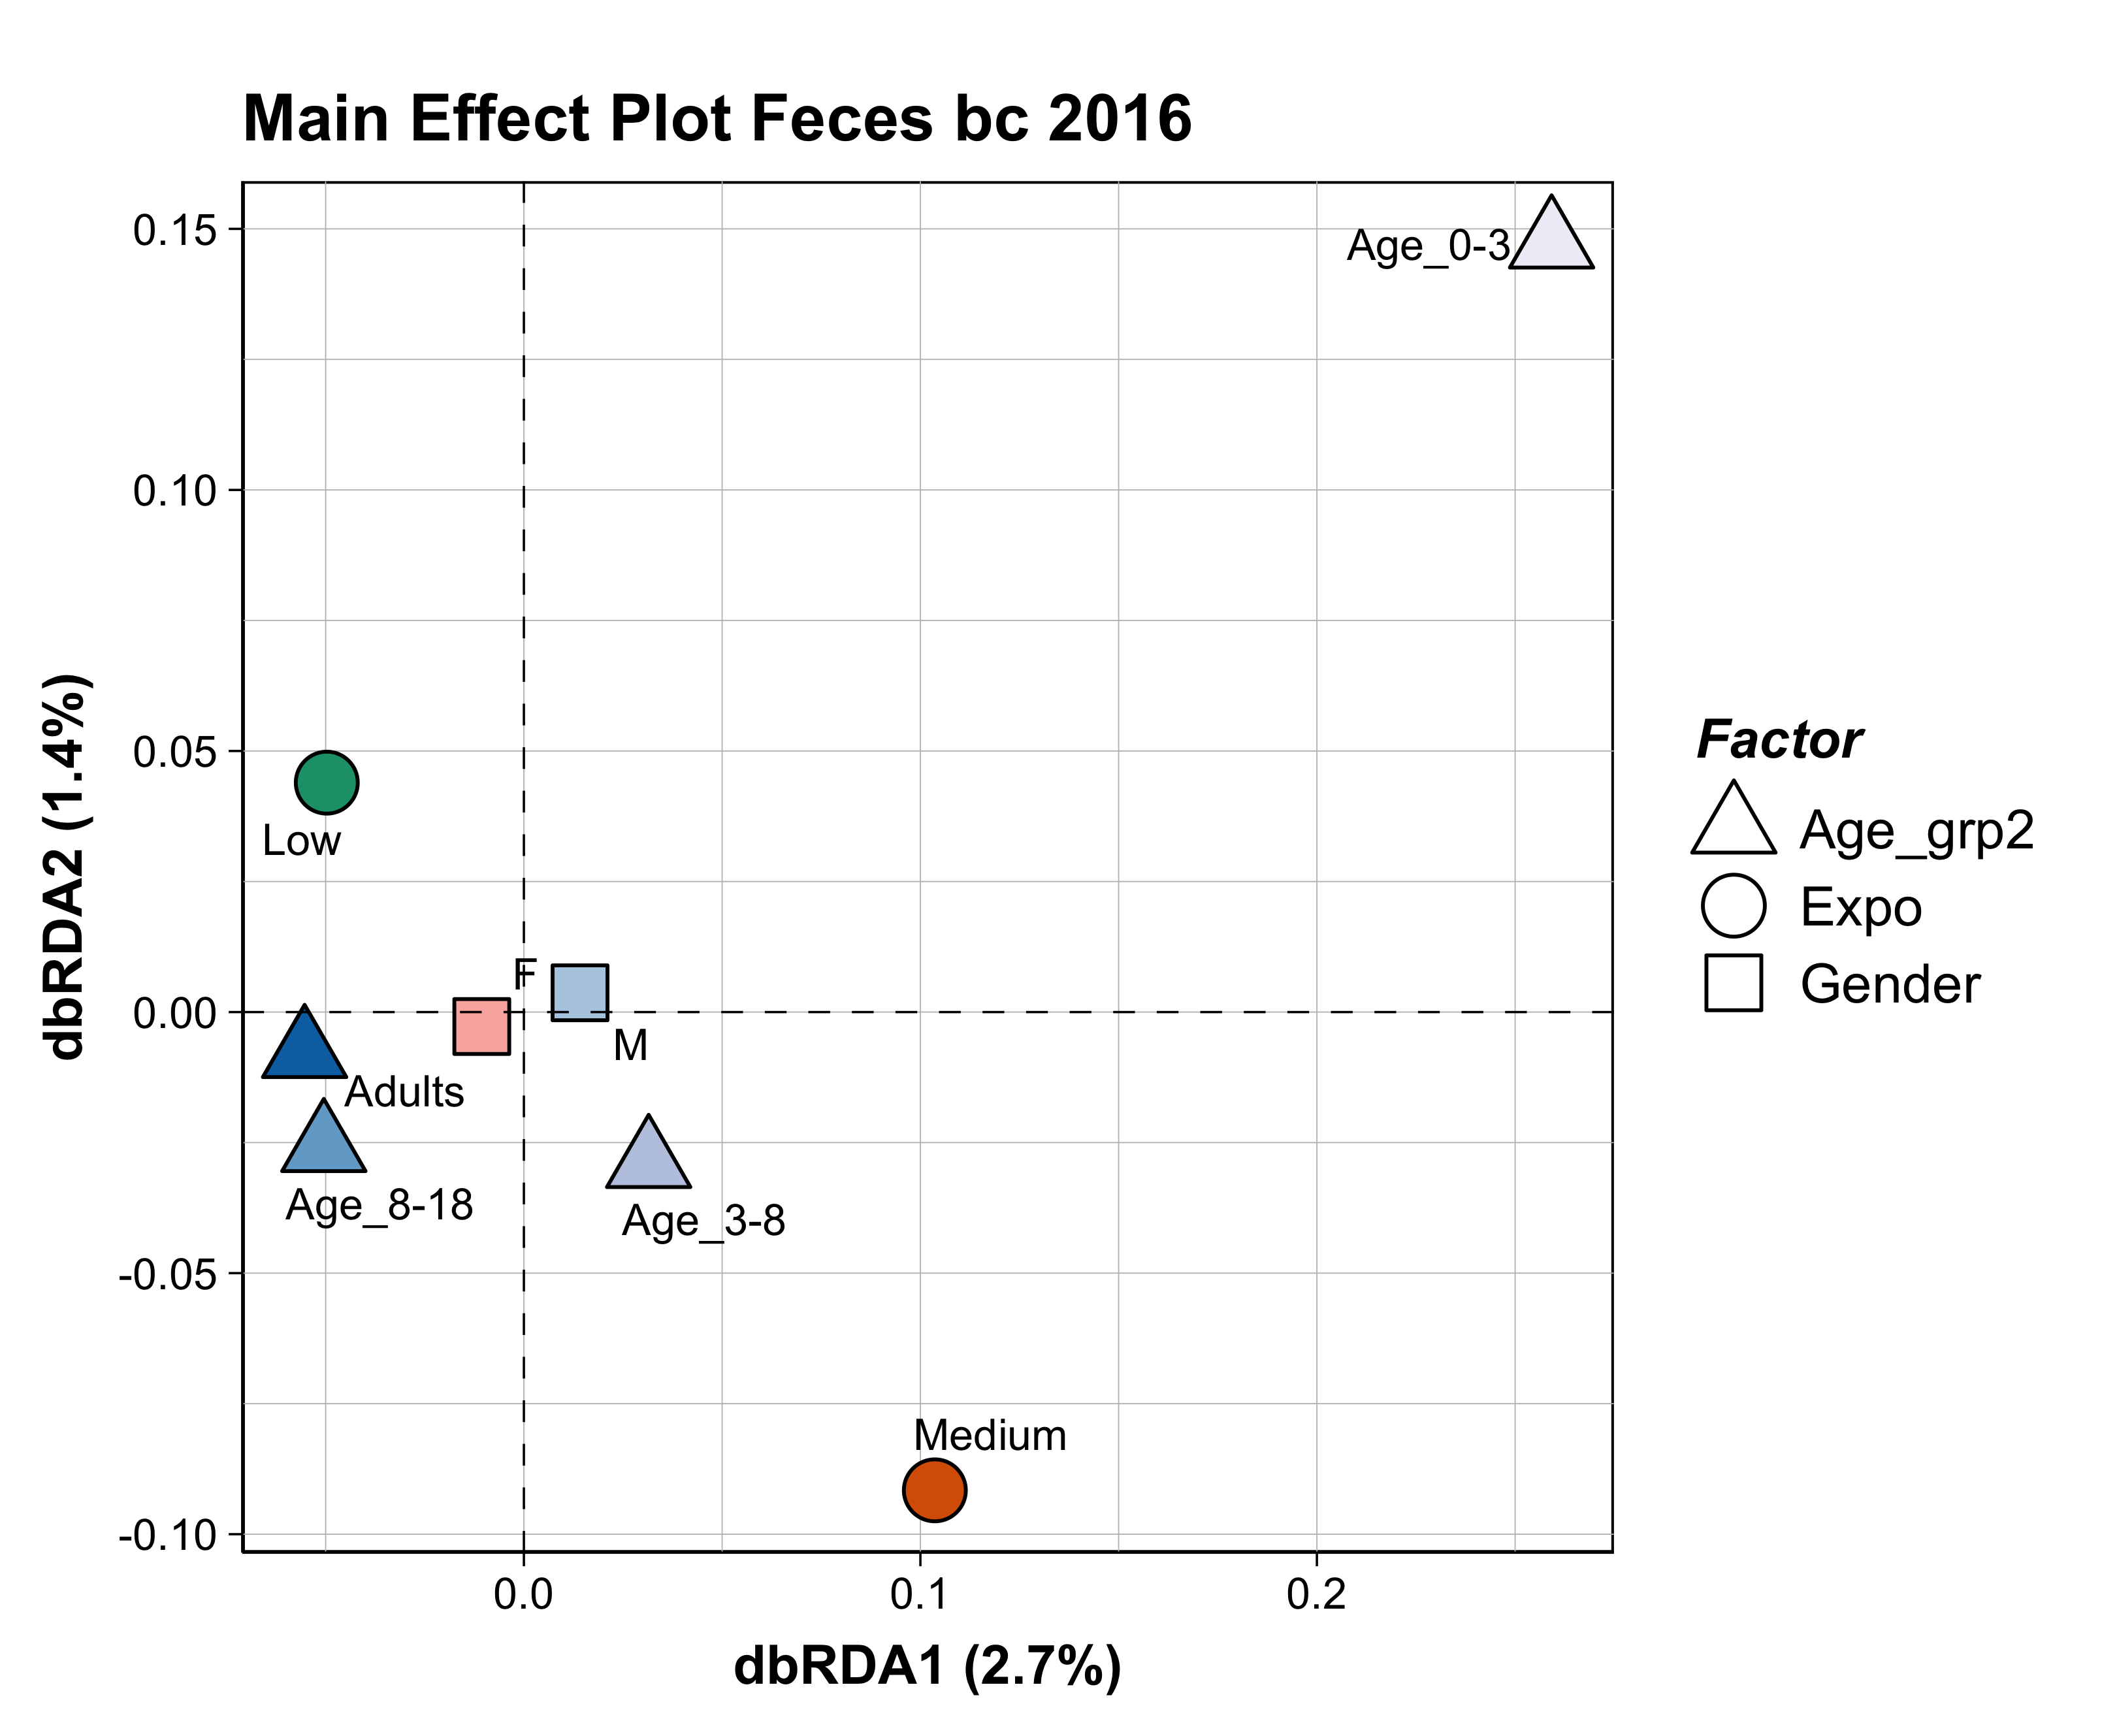 Main Effect Plot Feces bc 2016
0.15
0.10
0.05
0.00
-0.05
-0.10
dbRDA2 (1.4%)
Age_0-3
Low
F
M
Adults
Age_8-18
Age_3-8
Medium
0.0
0.1
0.2
dbRDA1 (2.7%)
Factor
Age_grp2
Expo
Gender